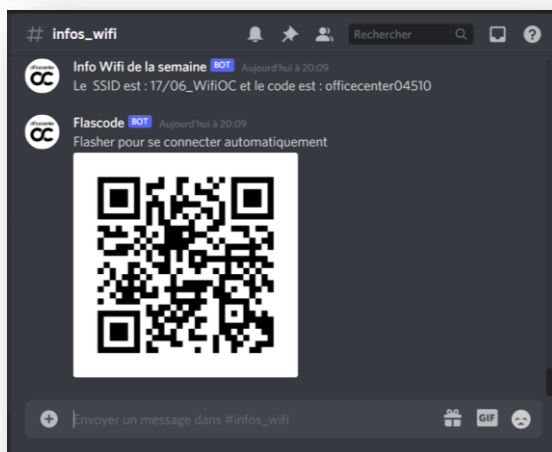 # infos_wifi
Rechercher
Info Wifi de la semaine BOT Aujourd'hui à 20:09
Le SSID est : 17/06_WifiOC et le code est : officecenter04510
Flascode BOT Aujourd'hui à 20:09
Flasher pour se connecter automatiquement
Envoyer un message dans #infos_wifi
GIF
officecenter
OC
officecenter
OC